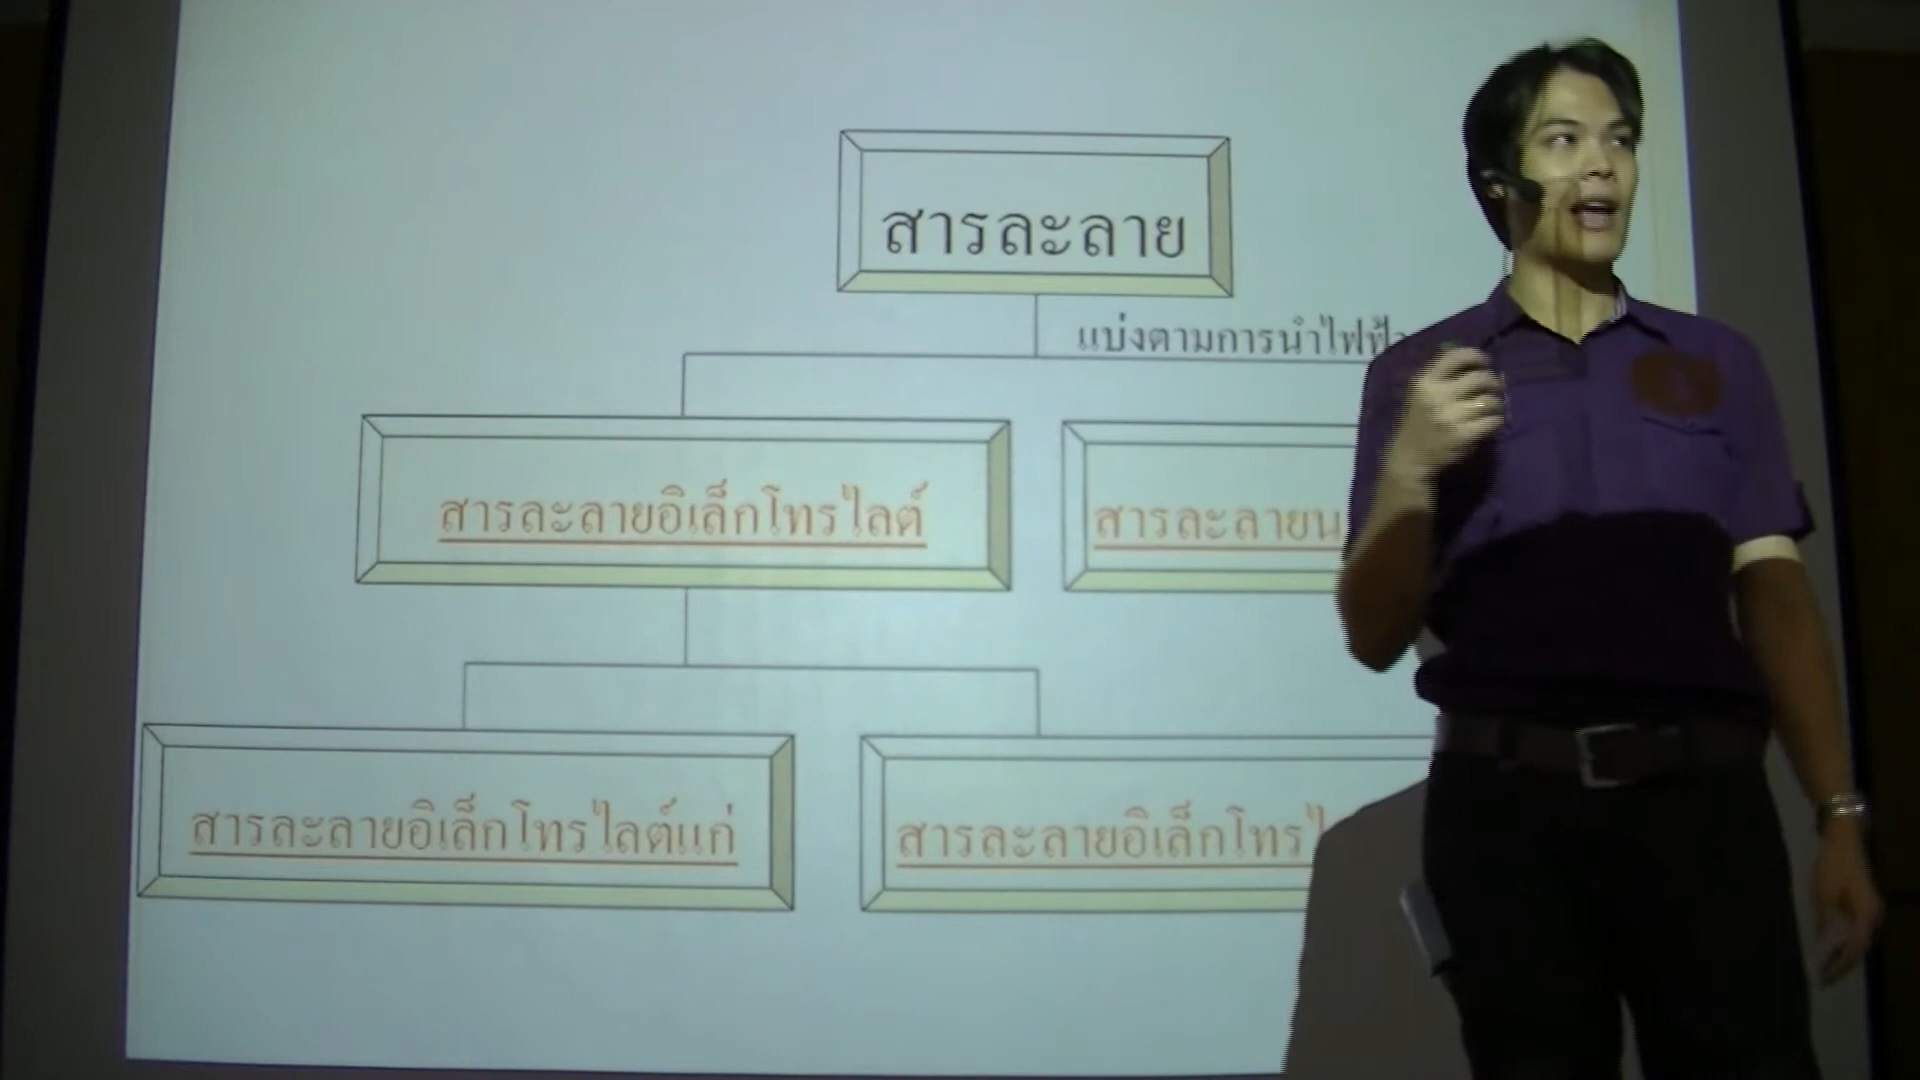 สารละลาย
แบ่งตามการนำไฟฟ้า
สารละลายอิเล็กโทรไลต์
สารละลายน
สารละลายอิเล็กโทรไลต์แก่
สารละลายอิเล็กโทรไ